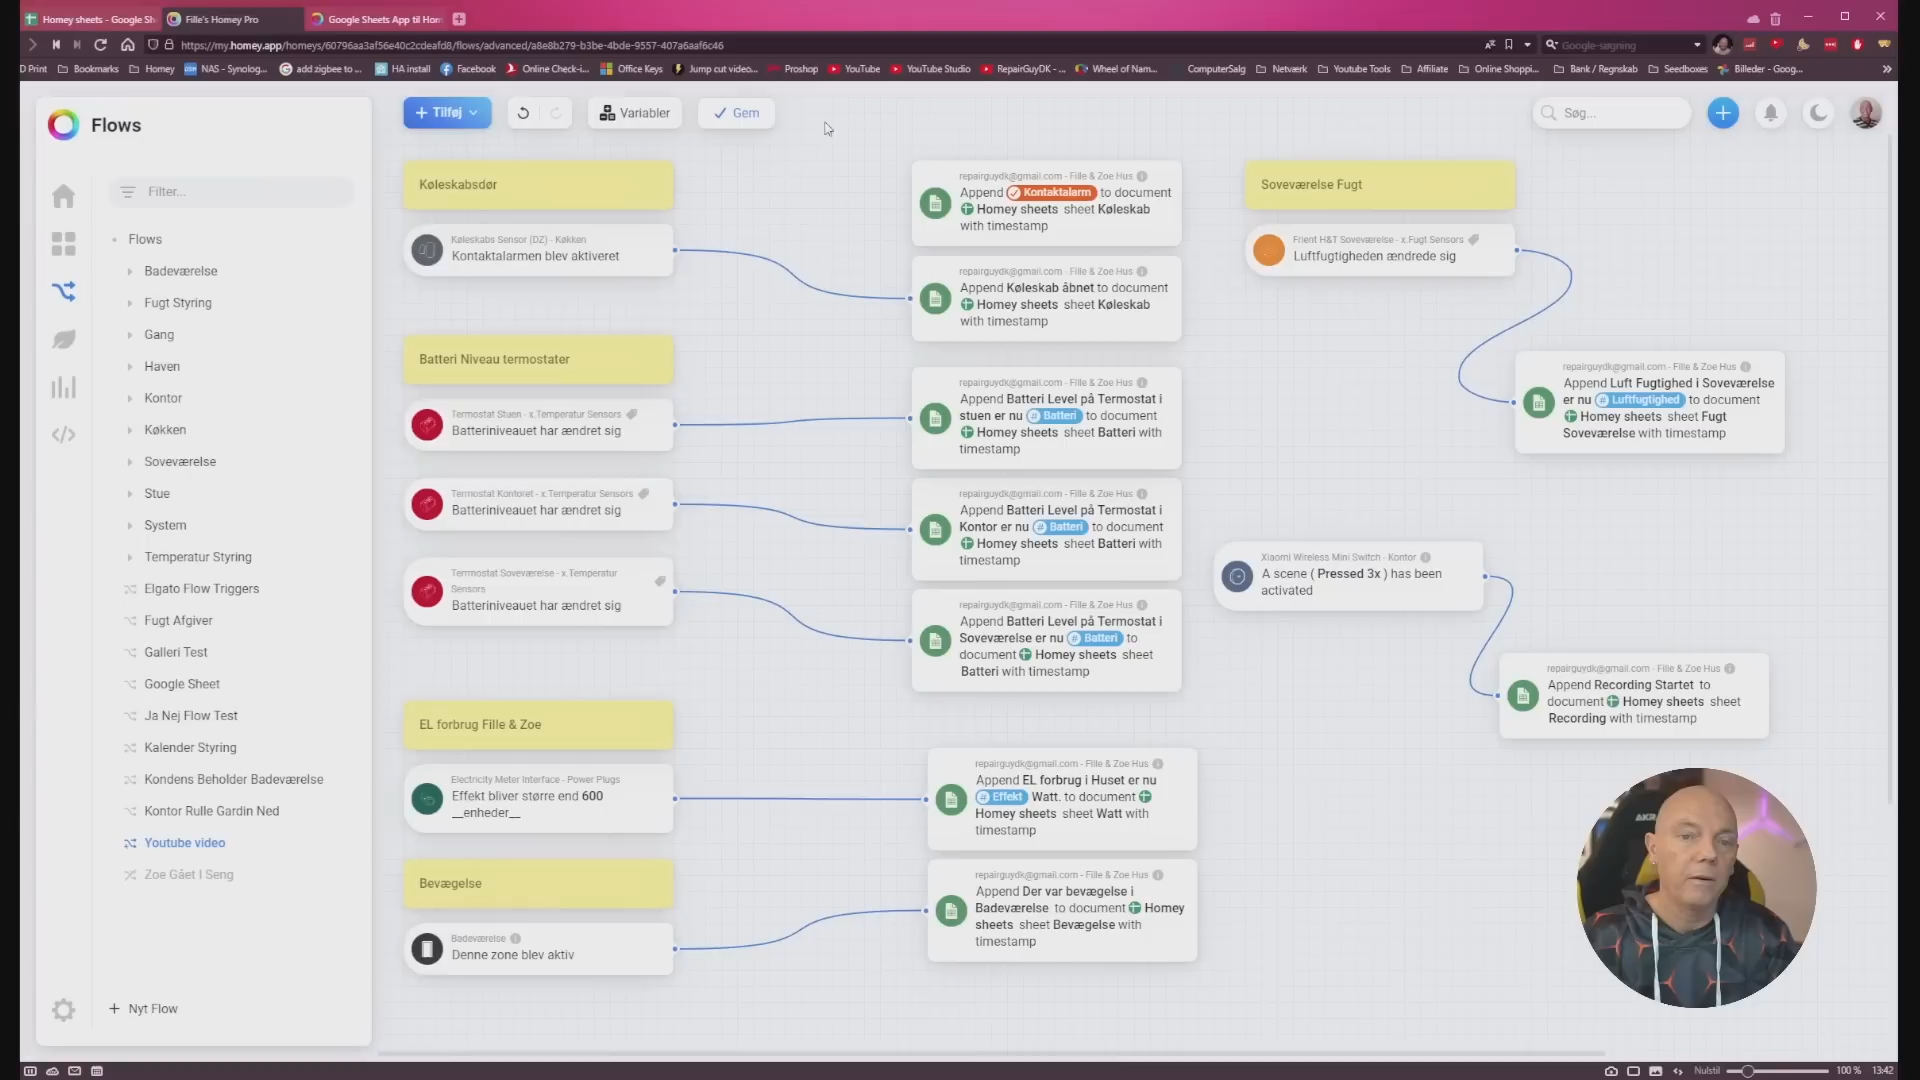 Homey sheets - Google Sh
Fille's Homey Pro
Google Sheets App til Hom
https://my.homey.app/homeys/60796aa3af56e40c2cdeafd8/flows/advanced/a8e8b279-b3be-4bde-9557-407a6aaf6c46
Google-søgning
D Print
Bookmarks
Homey
NAS - Synolog...
add zigbee to ...
HA install
Facebook
Online Check-i...
Office Keys
Jump cut video...
Proshop
YouTube
YouTube Studio
RepairGuyDK - ...
Wheel of Nam...
ComputerSalg
Netværk
Youtube Tools
Affiliate
Online Shoppi...
Bank / Regnskab
Seedboxes
Billeder - Goog...
Flows
+ Tilføj
Variabler
Gem
Søg...
Filter...
Flows
Badeværelse
Fugt Styring
Gang
Haven
Kontor
Køkken
Soveværelse
Stue
System
Temperatur Styring
Elgato Flow Triggers
Fugt Afgiver
Galleri Test
Google Sheet
Ja Nej Flow Test
Kalender Styring
Kondens Beholder Badeværelse
Kontor Rulle Gardin Ned
Youtube video
Zoe Gået I Seng
+ Nyt Flow
Køleskabsdør
Køleskabs Sensor (DZ) - Køkken
Kontaktalarmen blev aktiveret
Batteri Niveau termostater
Termostat Stuen - x.Temperatur Sensors
Batteriniveauet har ændret sig
Termostat Kontoret - x.Temperatur Sensors
Batteriniveauet har ændret sig
Termostat Soveværelse - x.Temperatur
Sensors
Batteriniveauet har ændret sig
EL forbrug Fille & Zoe
Electricity Meter Interface - Power Plugs
Effekt bliver større end 600
__enheder__
Bevægelse
Badeværelse
Denne zone blev aktiv
repairguydk@gmail.com - Fille & Zoe Hus
Append Kontaktalarm to document
Homey sheets sheet Køleskab
with timestamp
repairguydk@gmail.com - Fille & Zoe Hus
Append Køleskab åbnet to document
Homey sheets sheet Køleskab
with timestamp
repairguydk@gmail.com - Fille & Zoe Hus
Append Batteri Level på Termostat i
stuen er nu # Batteri to document
Homey sheets sheet Batteri with
timestamp
repairguydk@gmail.com - Fille & Zoe Hus
Append Batteri Level på Termostat i
Kontor er nu # Batteri to document
Homey sheets sheet Batteri with
timestamp
repairguydk@gmail.com - Fille & Zoe Hus
Append Batteri Level på Termostat i
Soveværelse er nu # Batteri to
document Homey sheets sheet
Batteri with timestamp
repairguydk@gmail.com - Fille & Zoe Hus
Append EL forbrug i Huset er nu
# Effekt Watt. to document
Homey sheets sheet Watt with
timestamp
repairguydk@gmail.com - Fille & Zoe Hus
Append Der var bevægelse i
Badeværelse to document Homey
sheets sheet Bevægelse with
timestamp
Soveværelse Fugt
Frient H&T Soveværelse - x.Fugt Sensors
Luftfugtigheden ændrede sig
repairguydk@gmail.com - Fille & Zoe Hus
Append Luft Fugtighed i Soveværelse
er nu # Luftfugtighed to document
Homey sheets sheet Fugt
Soveværelse with timestamp
Xiaomi Wireless Mini Switch - Kontor
A scene ( Pressed 3x ) has been
activated
repairguydk@gmail.com - Fille & Zoe Hus
Append Recording Startet to
document Homey sheets sheet
Recording with timestamp
Nulstil
100 %
13:42